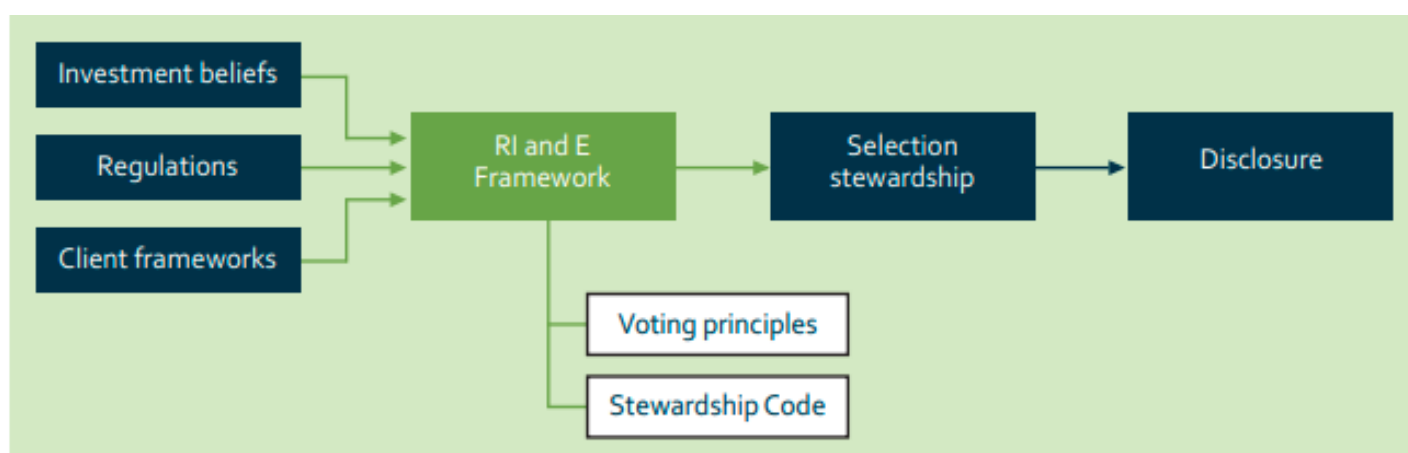 Investment beliefs
Regulations
Client frameworks
RI and E
Framework
Selection
stewardship
Disclosure
Voting principles
Stewardship Code